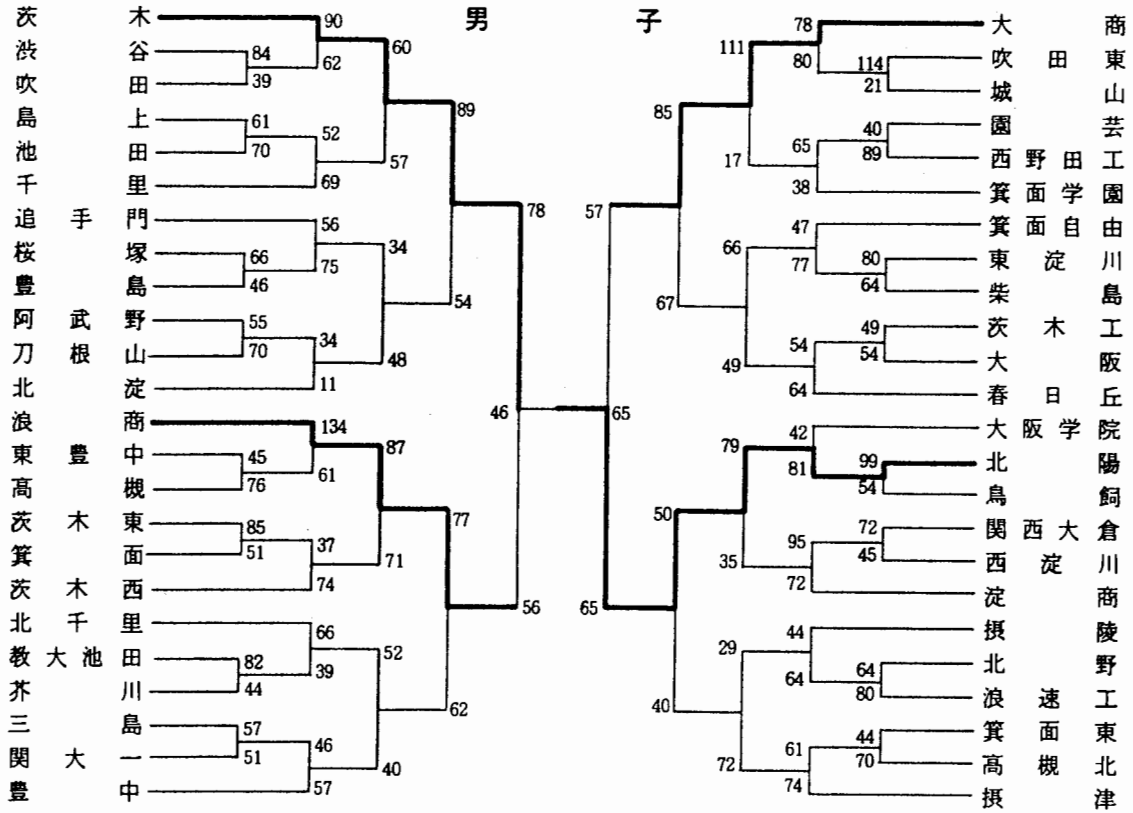 男子
茨木 90
60
渋谷 84
62
吹田 39
89
島上 61
52
池田 70
57
千里 69
78
追手門 56
34
桜塚 66
75
豊島 46
54
阿武野 55
34
刀根山 70
48
北淀 11
46
浪商 134
87
東豊中 45
61
高槻 76
77
茨木東 85
37
箕面 51
71
茨木西 74
56
北千里 66
52
教大池田 82
39
芥川 44
62
三島 57
46
関大一 51
40
豊中 57
78 大商
111
80
114 吹田東
21 城山
85
40 園芸
65
89 西野田工
17
38 箕面学園
57
47 箕面自由
66
80 東淀川
77
64 柴島
67
49 茨木工
54
54 大阪
49
64 春日丘
65
42 大阪学院
79
99 北陽
81
54 鳥飼
50
72 関西大倉
95
45 西淀川
35
72 淀商
65
44 摂陵
29
64 北野
64
80 浪速工
40
44 箕面東
61
70 高槻北
72
74 摂津